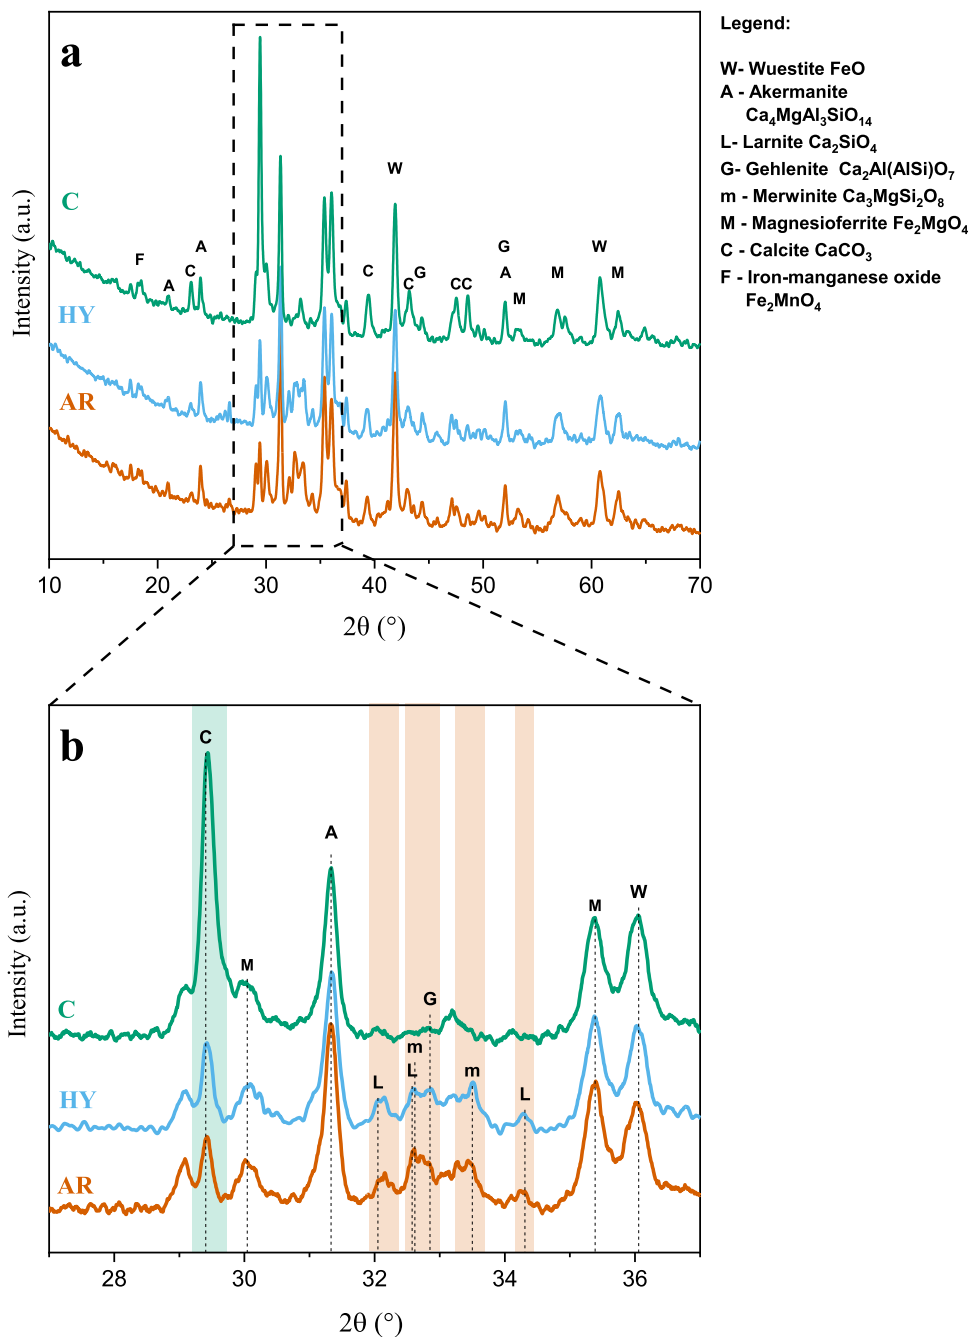 a
Legend:
W- Wuestite FeO
A - Akermanite
Ca₄MgAl₃SiO₁₄
L- Larnite Ca₂SiO₄
G- Gehlenite Ca₂Al(AlSi)O₇
m - Merwinite Ca₃MgSi₂O₈
M - Magnesioferrite Fe₂MgO₄
C - Calcite CaCO₃
F - Iron-manganese oxide
Fe₂MnO₄
Intensity (a.u.)
C
HY
AR
F
A
C
A
W
C
C
G
C C
G
A
M
M
W
M
10 20 30 40 50 60 70
2θ (°)
b
Intensity (a.u.)
C
HY
AR
C
M
A
L
m
L
G
m
L
M
W
28 30 32 34 36
2θ (°)